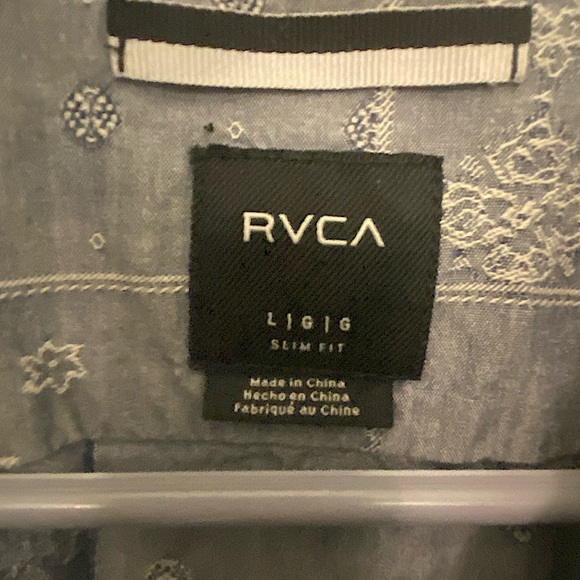 RVCA
L | G | G
SLIM FIT
Made in China
Hecho en China
Fabriqué au Chine